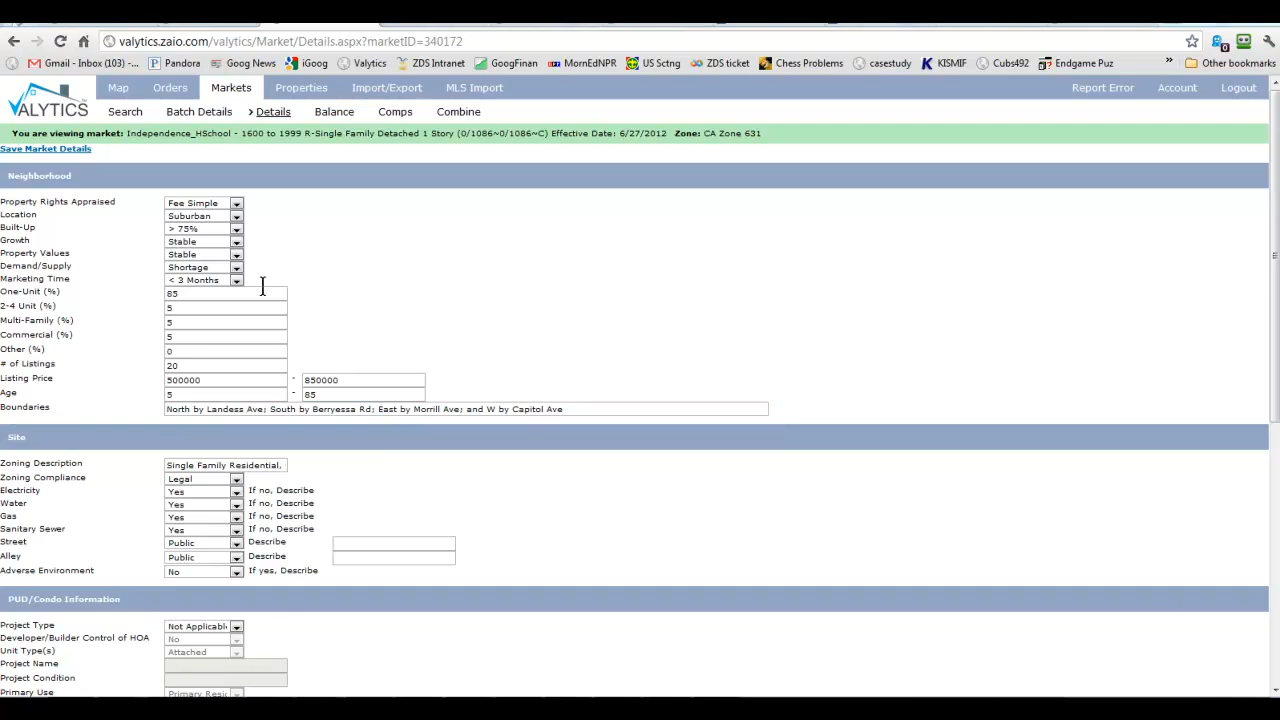 valytics.zaio.com/valytics/Market/Details.aspx?marketID=340172
Gmail - Inbox (103) -... Pandora Goog News iGoog Valytics ZDS Intranet GoogFinan MornEdNPR US Sctng ZDS ticket Chess Problems casestudy KISMIF Cubs492 Endgame Puz » Other bookmarks
VALYTICS Map Orders Markets Properties Import/Export MLS Import Report Error Account Logout
Search Batch Details Details Balance Comps Combine
You are viewing market: Independence_HSchool - 1600 to 1999 R-Single Family Detached 1 Story (0/1086~0/1086~C) Effective Date: 6/27/2012 Zone: CA Zone 631
Save Market Details
Neighborhood
Property Rights Appraised Fee Simple
Location Suburban
Built-Up > 75%
Growth Stable
Property Values Stable
Demand/Supply Shortage
Marketing Time < 3 Months
One-Unit (%) 85
2-4 Unit (%) 5
Multi-Family (%) 5
Commercial (%) 5
Other (%) 0
# of Listings 20
Listing Price 500000 - 850000
Age 5 - 85
Boundaries North by Landess Ave; South by Berryessa Rd; East by Morrill Ave; and W by Capitol Ave
Site
Zoning Description Single Family Residential,
Zoning Compliance Legal
Electricity Yes If no, Describe
Water Yes If no, Describe
Gas Yes If no, Describe
Sanitary Sewer Yes If no, Describe
Street Public Describe
Alley Public Describe
Adverse Environment No If yes, Describe
PUD/Condo Information
Project Type Not Applicabl
Developer/Builder Control of HOA No
Unit Type(s) Attached
Project Name
Project Condition
Primary Use Primary Resi